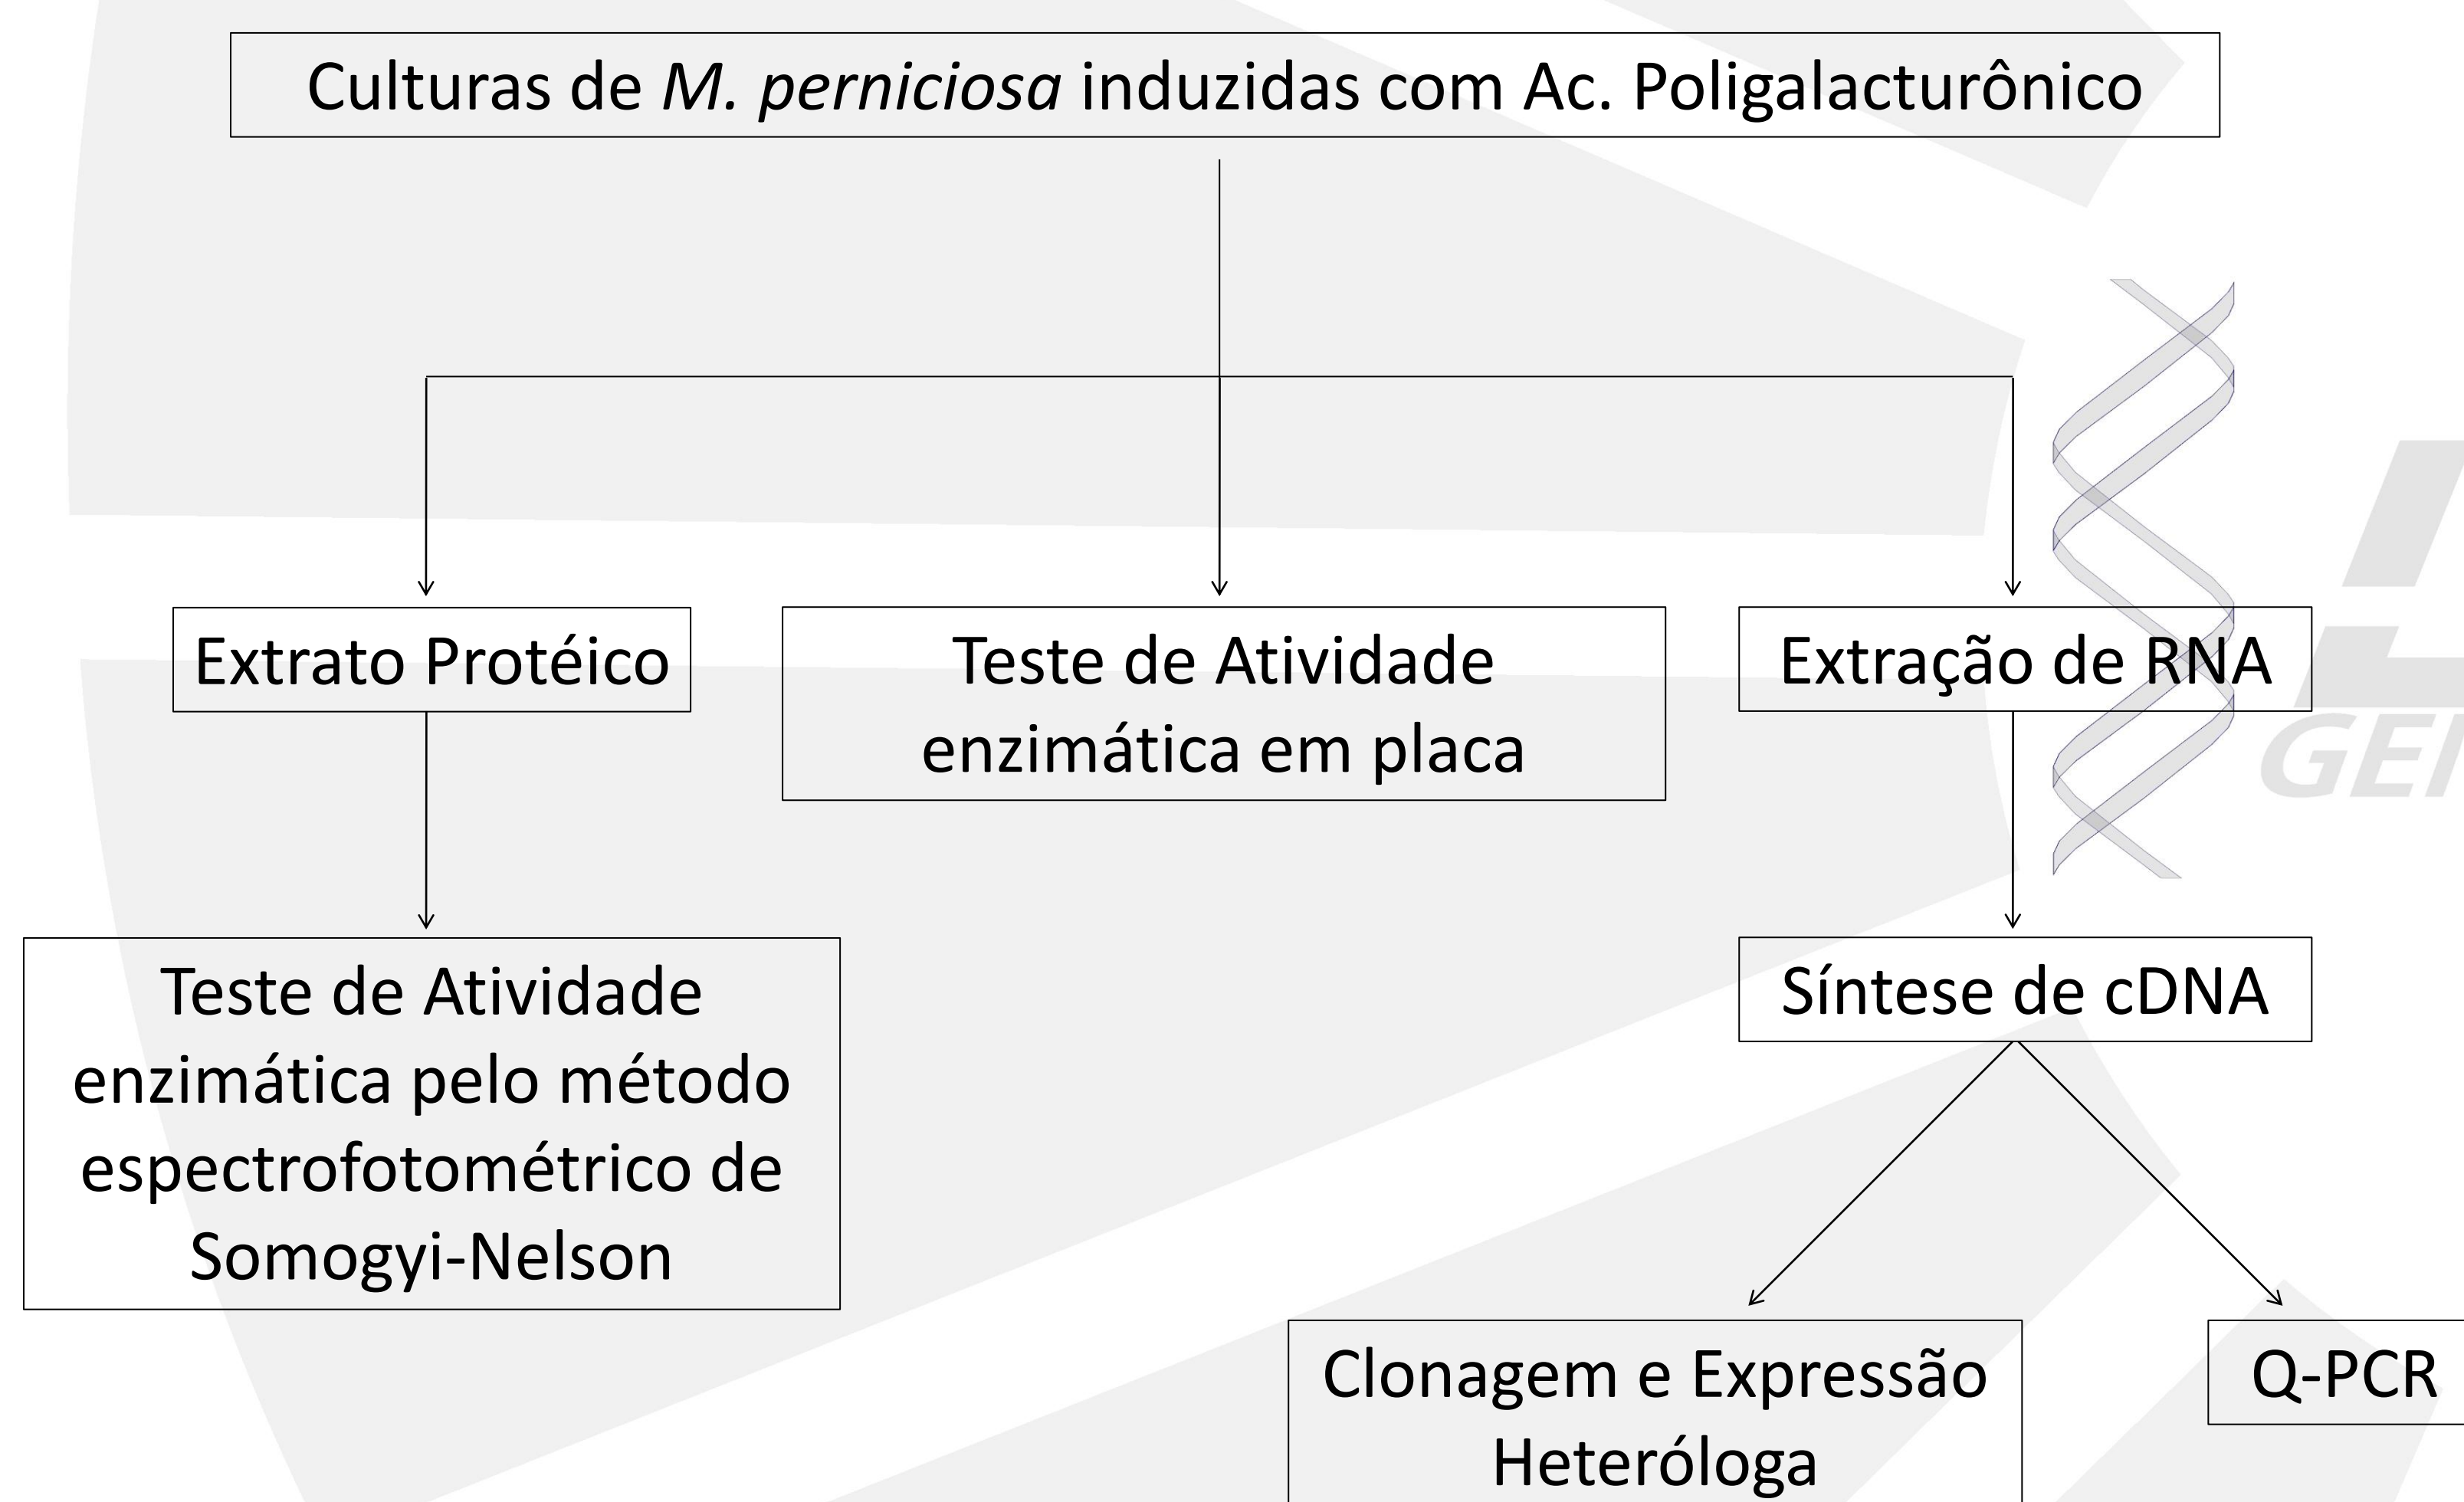 Culturas de M. perniciosa induzidas com Ac. Poligalacturônico
Extrato Protéico
Teste de Atividade
enzimática em placa
Extração de RNA
Teste de Atividade
enzimática pelo método
espectrofotométrico de
Somogyi-Nelson
Síntese de cDNA
Clonagem e Expressão
Heteróloga
Q-PCR